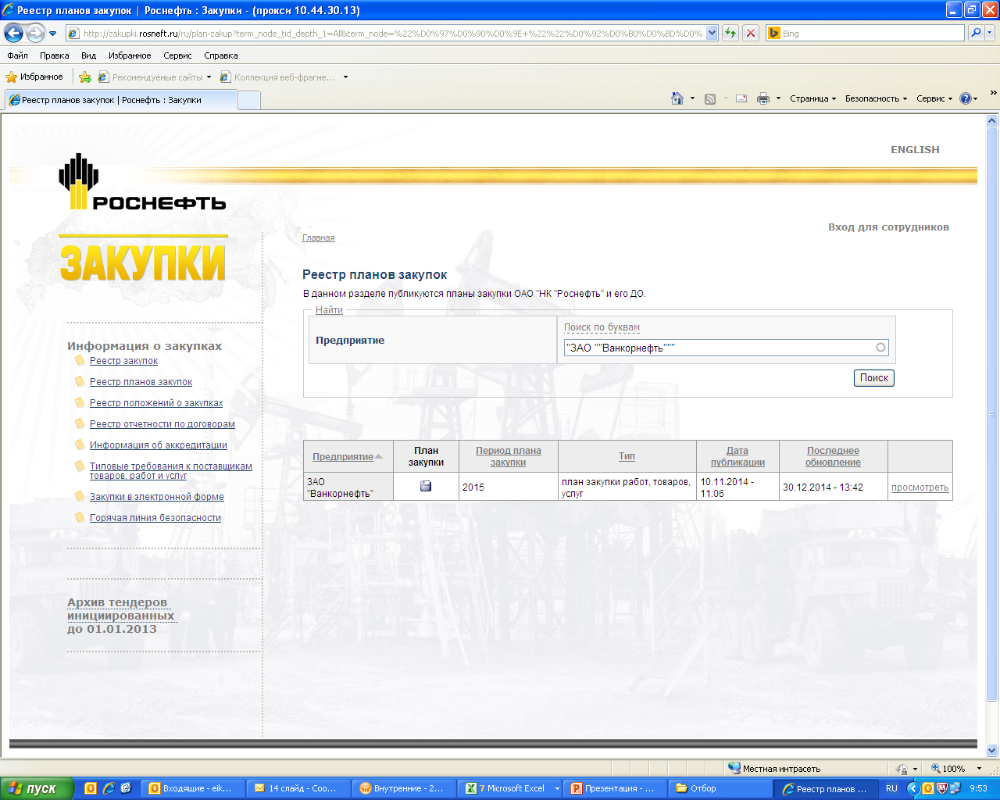 Реестр планов закупок | Роснефть : Закупки - (прокси 10.44.30.13)
http://zakupki.rosneft.ru/ru/plan-zakup?term_node_tid_depth_1=All&term_node=%22%D0%97%D0%90%D0%9E+%22%22%D0%92%D0%B0%D0%BD%D0%
Bing
Файл Правка Вид Избранное Сервис Справка
Избранное Рекомендуемые сайты Коллекция веб-фрагме...
Реестр планов закупок | Роснефть : Закупки
Страница Безопасность Сервис
ENGLISH
РОСНЕФТЬ
Вход для сотрудников
ЗАКУПКИ
Главная
Реестр планов закупок
В данном разделе публикуются планы закупки ОАО "НК "Роснефть" и его ДО.
Найти
Предприятие
Поиск по буквам
"ЗАО ""Ванкорнефть"""
Поиск
Информация о закупках
Реестр закупок
Реестр планов закупок
Реестр положений о закупках
Реестр отчетности по договорам
Информация об аккредитации
Типовые требования к поставщикам
товаров, работ и услуг
Закупки в электронной форме
Горячая линия безопасности
Архив тендеров
инициированных
до 01.01.2013
Предприятие План закупки Период плана закупки Тип Дата публикации Последнее обновление
ЗАО "Ванкорнефть" 2015 план закупки работ, товаров, услуг 10.11.2014 - 11:06 30.12.2014 - 13:42 просмотреть
Местная интрасеть 100%
пуск Входящие - eik... 14 слайд - Соо... Внутренние - 2... 7 Microsoft Excel Презентация - ... Отбор Реестр планов ... RU 9:53